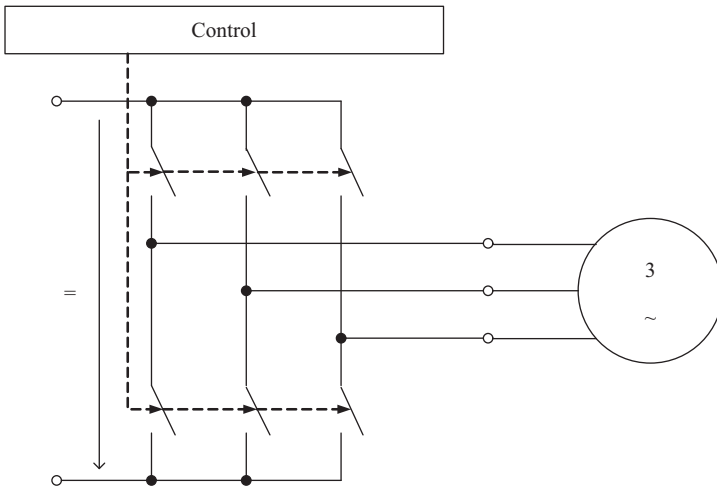 Control
=
3
~